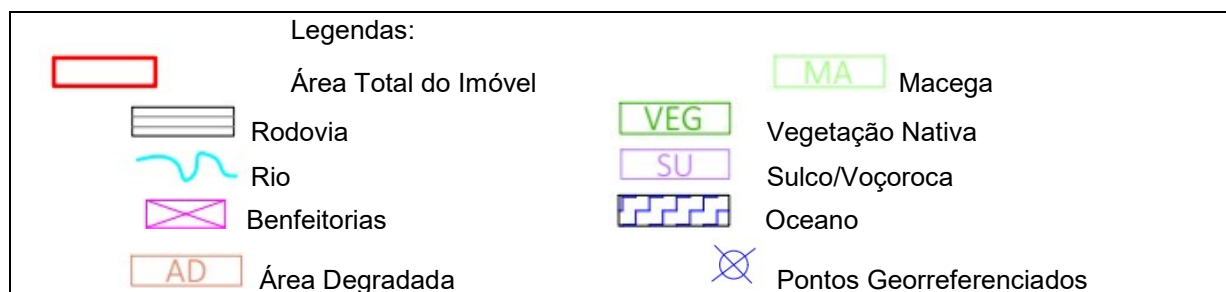 Legendas:
Área Total do Imóvel
MA Macega
Rodovia
VEG Vegetação Nativa
Rio
SU Sulco/Voçoroca
Benfeitorias
Oceano
AD Área Degradada
Pontos Georreferenciados